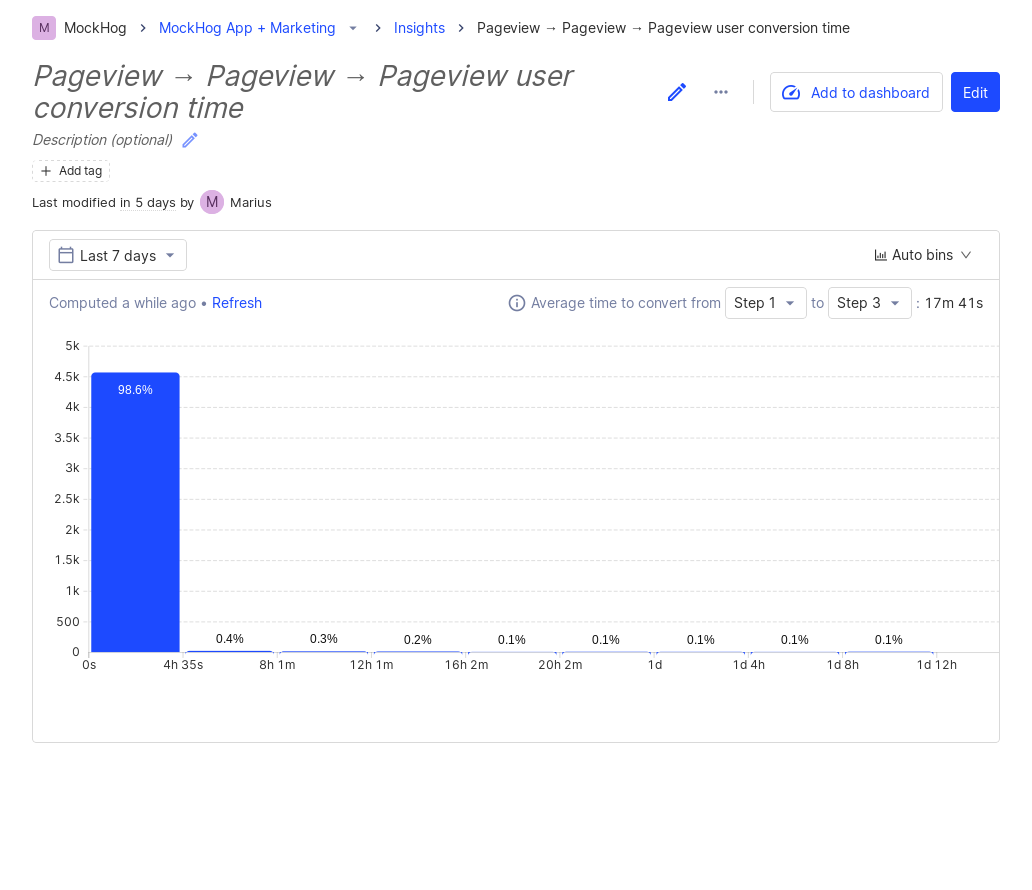 M MockHog > MockHog App + Marketing > Insights > Pageview → Pageview → Pageview user conversion time
Pageview → Pageview → Pageview user
conversion time
Add to dashboard
Edit
Description (optional)
+ Add tag
Last modified in 5 days by M Marius
Last 7 days
Auto bins
Computed a while ago • Refresh
Average time to convert from Step 1 to Step 3 : 17m 41s
5k
4.5k
98.6%
4k
3.5k
3k
2.5k
2k
1.5k
1k
500
0.4% 0.3% 0.2% 0.1% 0.1% 0.1% 0.1% 0.1%
0
0s 4h 35s 8h 1m 12h 1m 16h 2m 20h 2m 1d 1d 4h 1d 8h 1d 12h